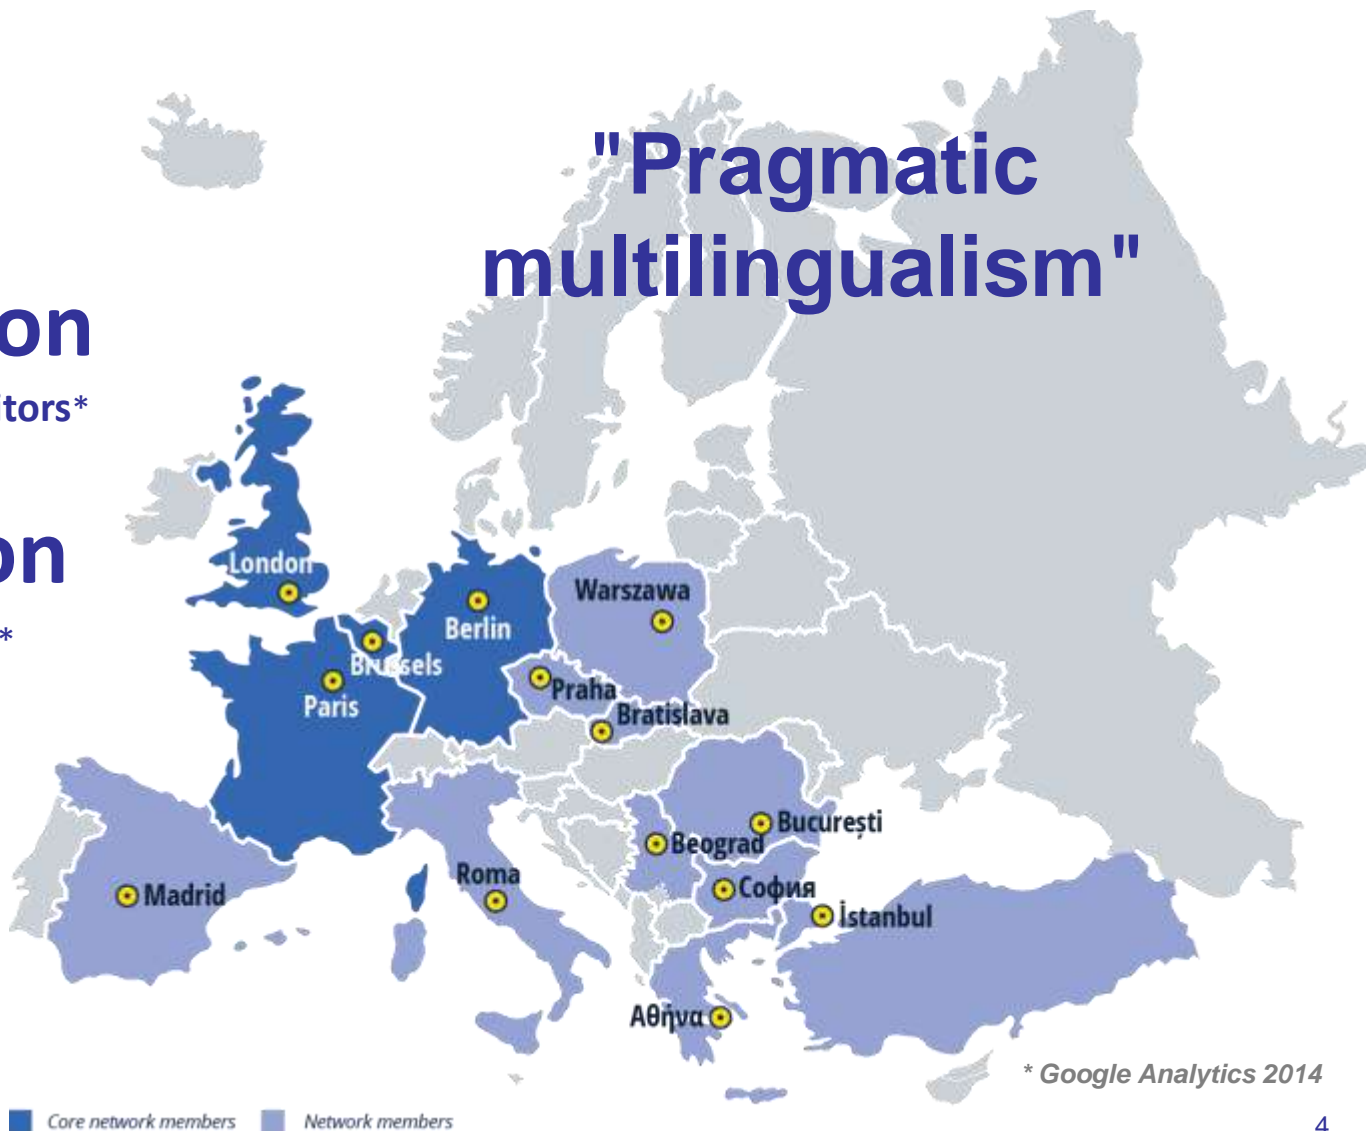 "Pragmatic
multilingualism"
on
itors*
on
*
London
Warszawa
Berlin
Brussels
Praha
Paris
Bratislava
București
Beograd
Roma
Madrid
София
İstanbul
Αθήνα
* Google Analytics 2014
Core network members
Network members
4